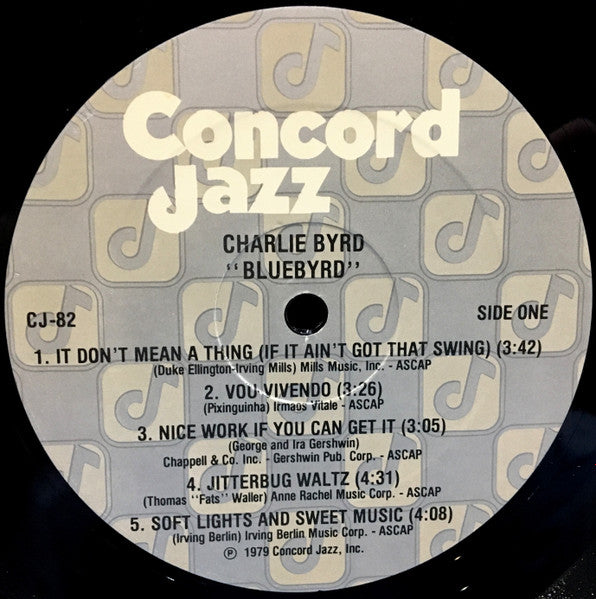 Concord
Jazz
CHARLIE BYRD
"BLUEBYRD"
CJ-82
SIDE ONE
1. IT DON'T MEAN A THING (IF IT AIN'T GOT THAT SWING) (3:42)
(Duke Ellington-Irving Mills) Mills Music, Inc. - ASCAP
2. VOU VIVENDO (3:26)
(Pixinguinha) Irmaos Vitale - ASCAP
3. NICE WORK IF YOU CAN GET IT (3:05)
(George and Ira Gershwin)
Chappell & Co. Inc. - Gershwin Pub. Corp. - ASCAP
4. JITTERBUG WALTZ (4:31)
(Thomas "Fats" Waller) Anne Rachel Music Corp. - ASCAP
5. SOFT LIGHTS AND SWEET MUSIC (4:08)
(Irving Berlin) Irving Berlin Music Corp. - ASCAP
℗ 1979 Concord Jazz, Inc.